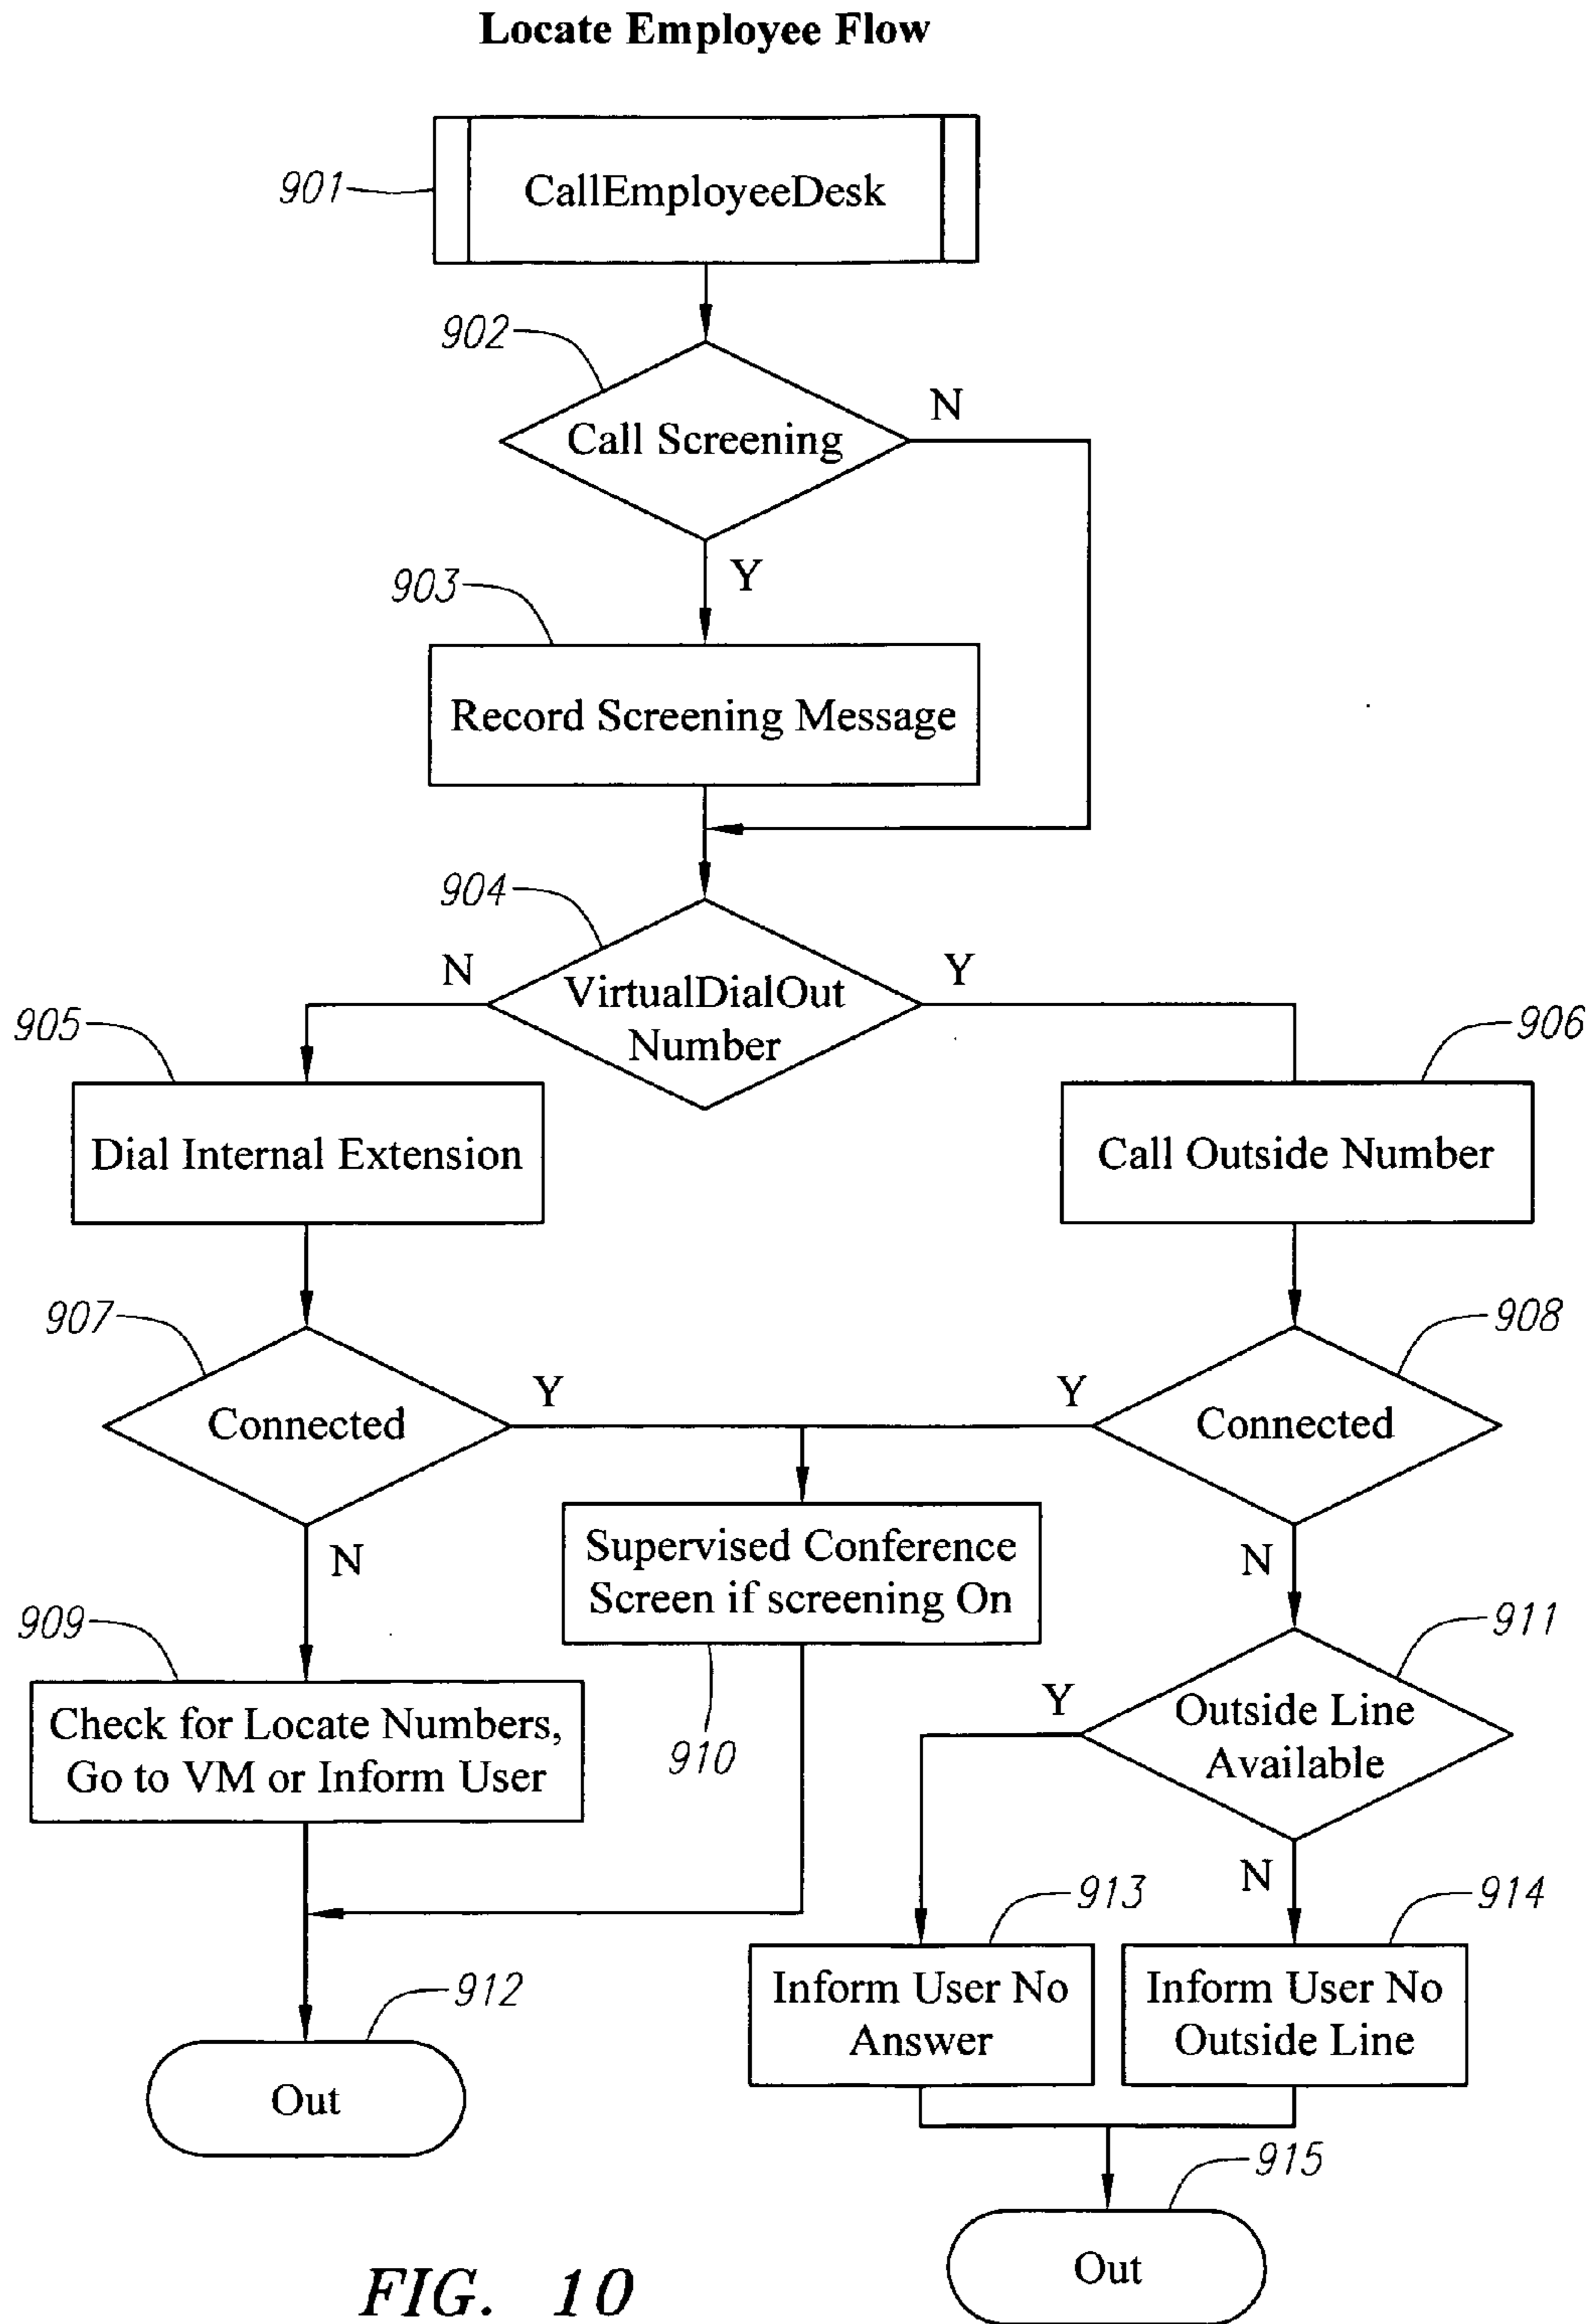 Locate Employee Flow
901
CallEmployeeDesk
902
N
Call Screening
Y
903
Record Screening Message
904
N
Y
VirtualDialOut
Number
905
906
Dial Internal Extension
Call Outside Number
907
908
Y
Y
Connected
Connected
N
Supervised Conference
Screen if screening On
N
909
911
Check for Locate Numbers,
Go to VM or Inform User
910
Y
Outside Line
Available
N
913
914
Inform User No
Answer
Inform User No
Outside Line
912
Out
915
Out
FIG. 10